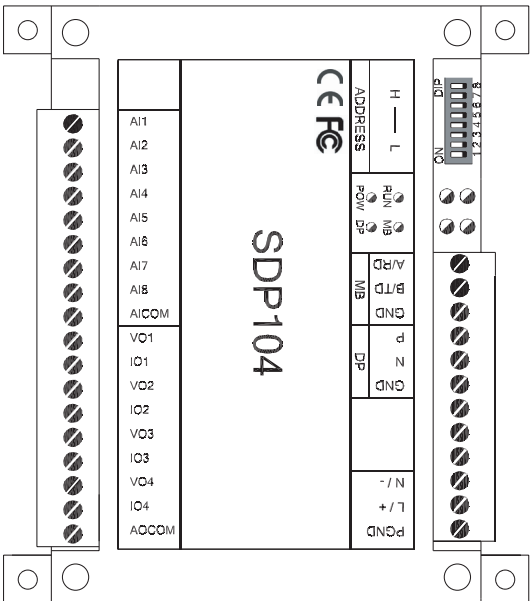 AI1
AI2
AI3
AI4
AI5
AI6
AI7
AI8
AICOM
VO1
IO1
VO2
IO2
VO3
IO3
VO4
IO4
AOCOM
SDP104
CE FC
ADDRESS
H — L
POW RUN
DP MB
MB
A/RD
B/TD
GND
DP
P
N
GND
N / -
L / +
PGND
DIP
ON
1 2 3 4 5 6 7 8